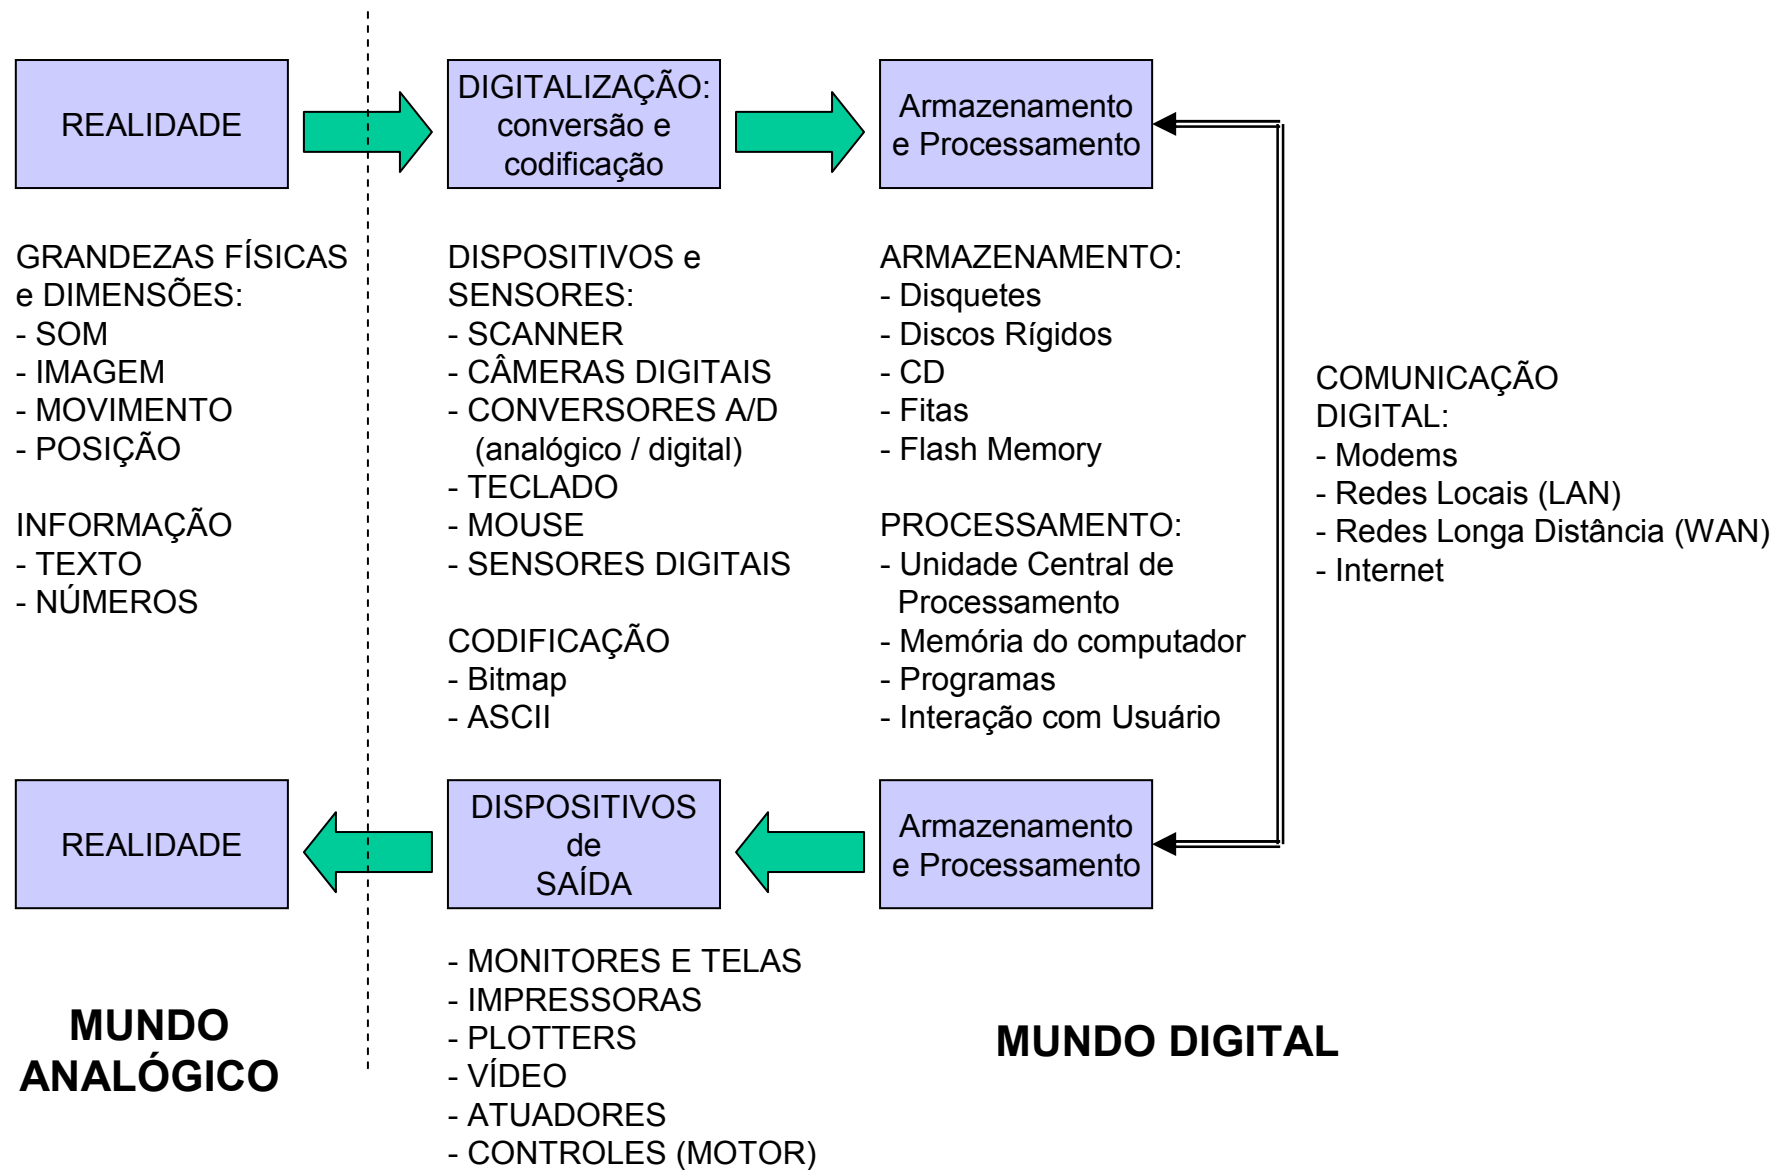 REALIDADE
DIGITALIZAÇÃO:
conversão e
codificação
Armazenamento
e Processamento
GRANDEZAS FÍSICAS
e DIMENSÕES:
- SOM
- IMAGEM
- MOVIMENTO
- POSIÇÃO
INFORMAÇÃO
- TEXTO
- NÚMEROS
DISPOSITIVOS e
SENSORES:
- SCANNER
- CÂMERAS DIGITAIS
- CONVERSORES A/D
(analógico / digital)
- TECLADO
- MOUSE
- SENSORES DIGITAIS
CODIFICAÇÃO
- Bitmap
- ASCII
ARMAZENAMENTO:
- Disquetes
- Discos Rígidos
- CD
- Fitas
- Flash Memory
PROCESSAMENTO:
- Unidade Central de
Processamento
- Memória do computador
- Programas
- Interação com Usuário
COMUNICAÇÃO
DIGITAL:
- Modems
- Redes Locais (LAN)
- Redes Longa Distância (WAN)
- Internet
REALIDADE
DISPOSITIVOS
de
SAÍDA
Armazenamento
e Processamento
- MONITORES E TELAS
- IMPRESSORAS
- PLOTTERS
- VÍDEO
- ATUADORES
- CONTROLES (MOTOR)
MUNDO
ANALÓGICO
MUNDO DIGITAL